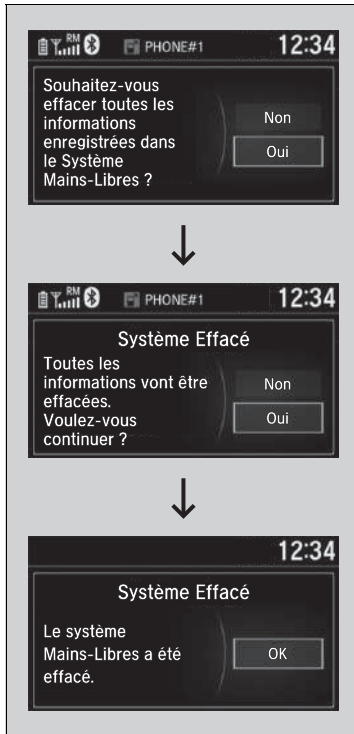 RM PHONE#1 12:34
Souhaitez-vous
effacer toutes les
informations
enregistrées dans
le Système
Mains-Libres ?
Non
Oui
RM PHONE#1 12:34
Système Effacé
Toutes les
informations vont être
effacées.
Voulez-vous
continuer ?
Non
Oui
12:34
Système Effacé
Le système
Mains-Libres a été
effacé.
OK